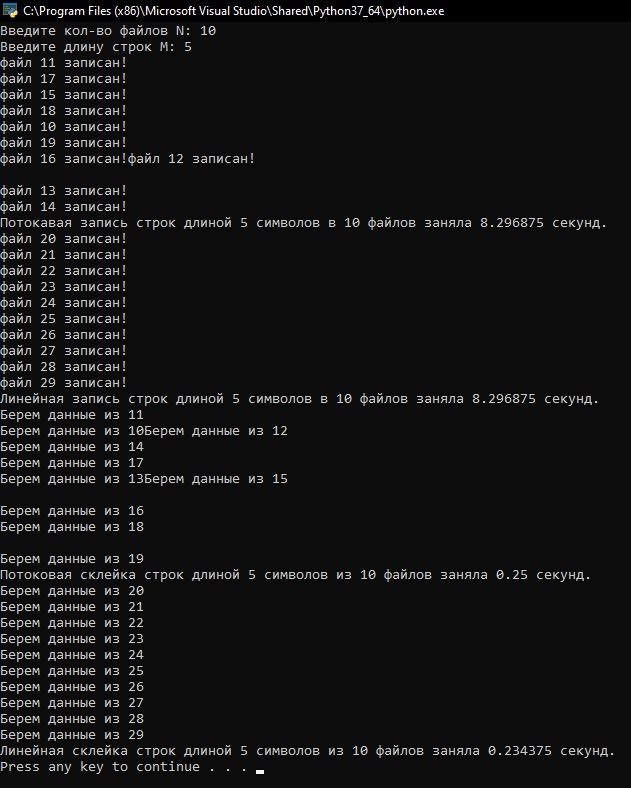 C:\Program Files (x86)\Microsoft Visual Studio\Shared\Python37_64\python.exe
Введите кол-во файлов N: 10
Введите длину строк M: 5
файл 11 записан!
файл 17 записан!
файл 15 записан!
файл 18 записан!
файл 10 записан!
файл 19 записан!
файл 16 записан!файл 12 записан!
файл 13 записан!
файл 14 записан!
Потокавая запись строк длиной 5 символов в 10 файлов заняла 8.296875 секунд.
файл 20 записан!
файл 21 записан!
файл 22 записан!
файл 23 записан!
файл 24 записан!
файл 25 записан!
файл 26 записан!
файл 27 записан!
файл 28 записан!
файл 29 записан!
Линейная запись строк длиной 5 символов в 10 файлов заняла 8.296875 секунд.
Берем данные из 11
Берем данные из 10Берем данные из 12
Берем данные из 14
Берем данные из 17
Берем данные из 13Берем данные из 15
Берем данные из 16
Берем данные из 18
Берем данные из 19
Потоковая склейка строк длиной 5 символов из 10 файлов заняла 0.25 секунд.
Берем данные из 20
Берем данные из 21
Берем данные из 22
Берем данные из 23
Берем данные из 24
Берем данные из 25
Берем данные из 26
Берем данные из 27
Берем данные из 28
Берем данные из 29
Линейная склейка строк длиной 5 символов из 10 файлов заняла 0.234375 секунд.
Press any key to continue . . .